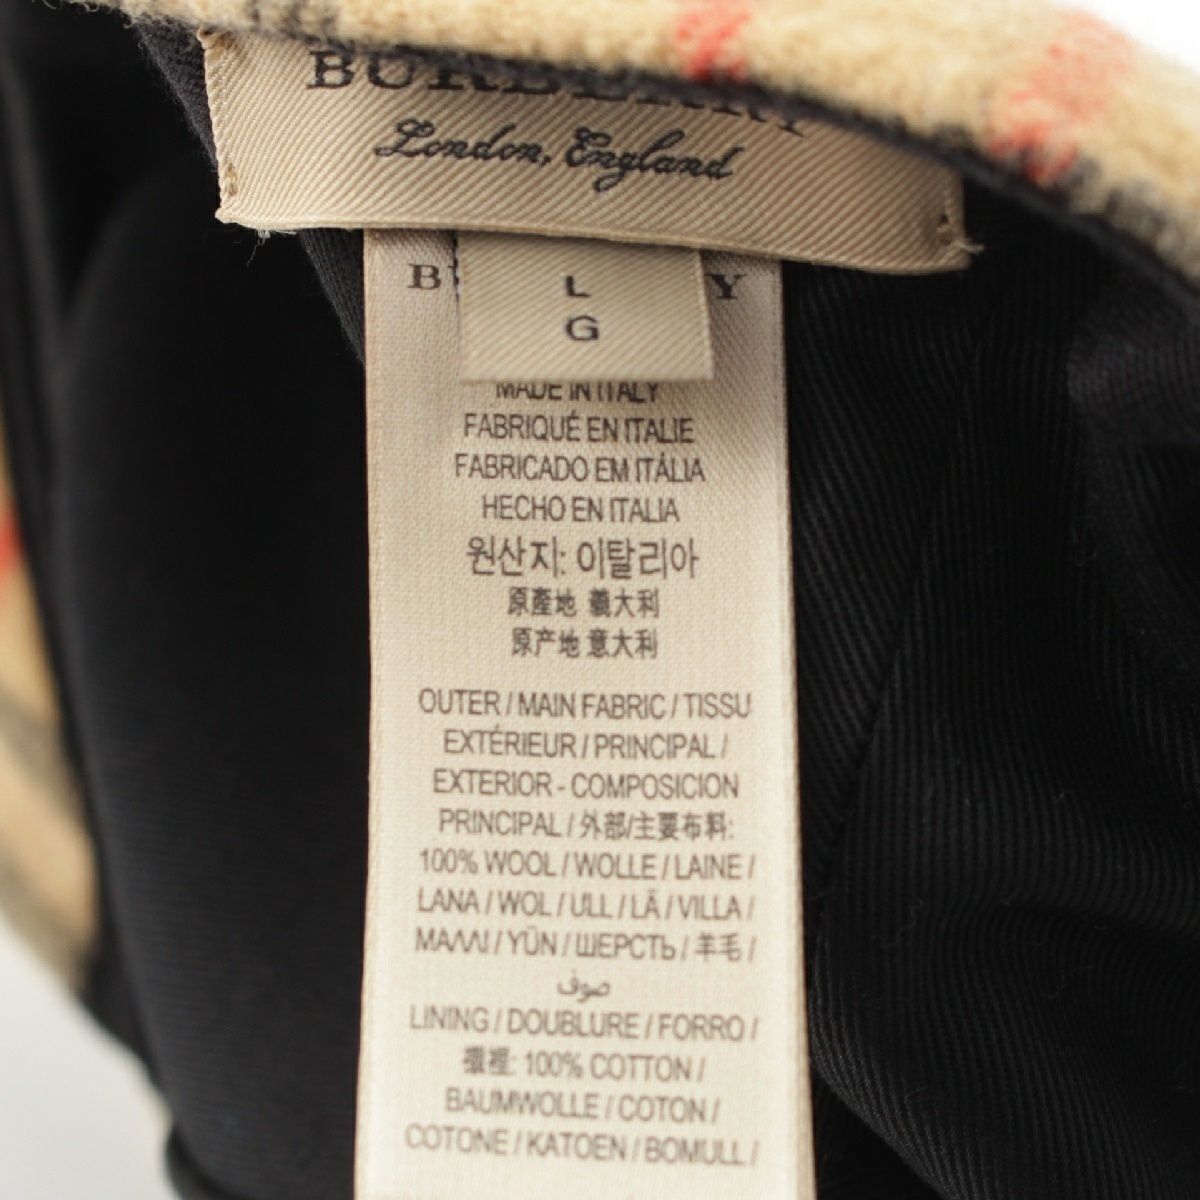 BURBERRY
London, England
B Y
L
G
MADE IN ITALY
FABRIQUÉ EN ITALIE
FABRICADO EM ITÁLIA
HECHO EN ITALIA
원산지: 이탈리아
原產地 義大利
原产地 意大利
OUTER / MAIN FABRIC / TISSU
EXTÉRIEUR / PRINCIPAL /
EXTERIOR - COMPOSICION
PRINCIPAL / 外部/主要布料:
100% WOOL / WOLLE / LAINE /
LANA / WOL / ULL / LÃ / VILLA /
ΜΑΛΛΙ / YÜN / ШЕРСТЬ / 羊毛 /
صوف
LINING / DOUBLURE / FORRO /
襯裡: 100% COTTON /
BAUMWOLLE / COTON /
COTONE / KATOEN / BOMULL /